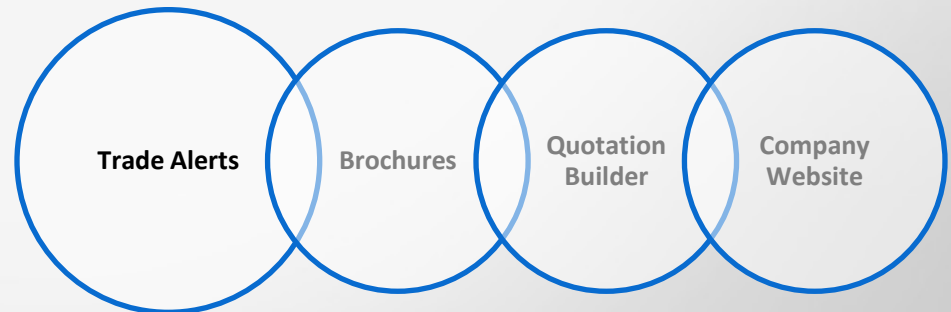 Trade Alerts
Brochures
Quotation
Builder
Company
Website